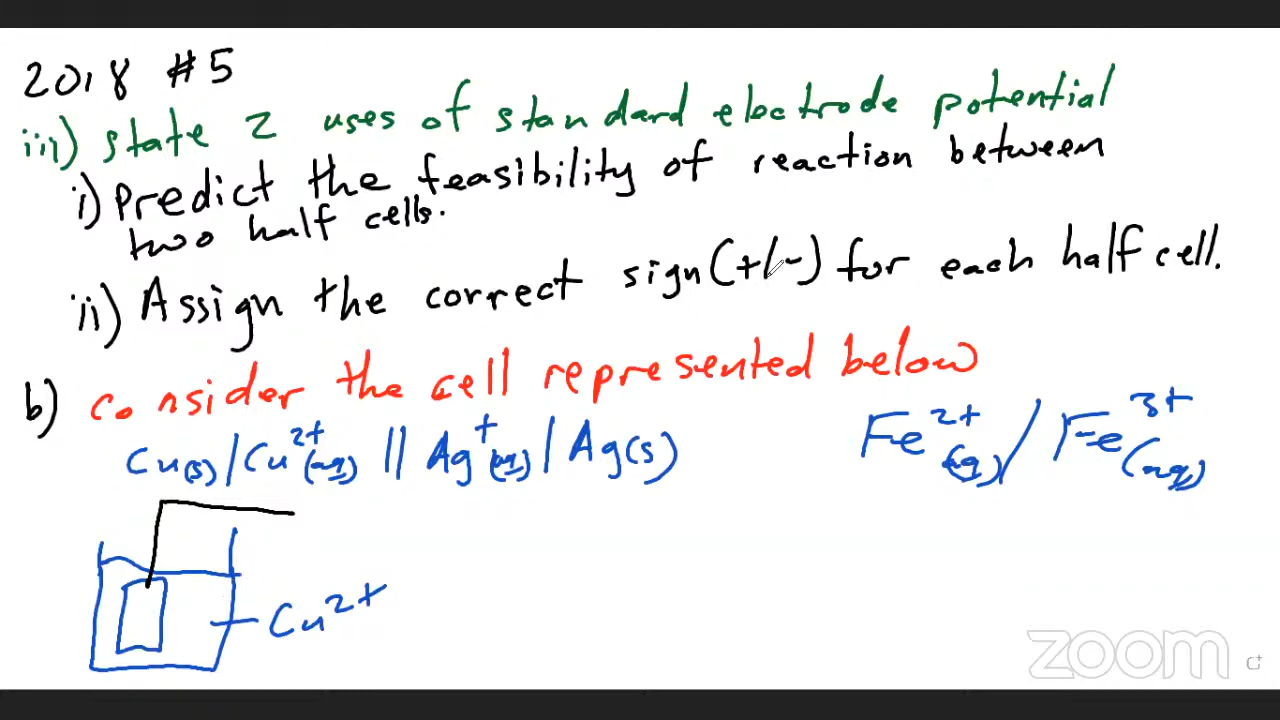 2018 #5
iii) state 2 uses of standard electrode potential
i) Predict the feasibility of reaction between
two half cells.
ii) Assign the correct sign (+/-) for each half cell.
b) consider the cell represented below
Cu(s) / Cu²⁺(aq) // Ag⁺(aq) / Ag(s)
Fe²⁺(aq) / Fe³⁺(aq)
Cu²⁺
zoom